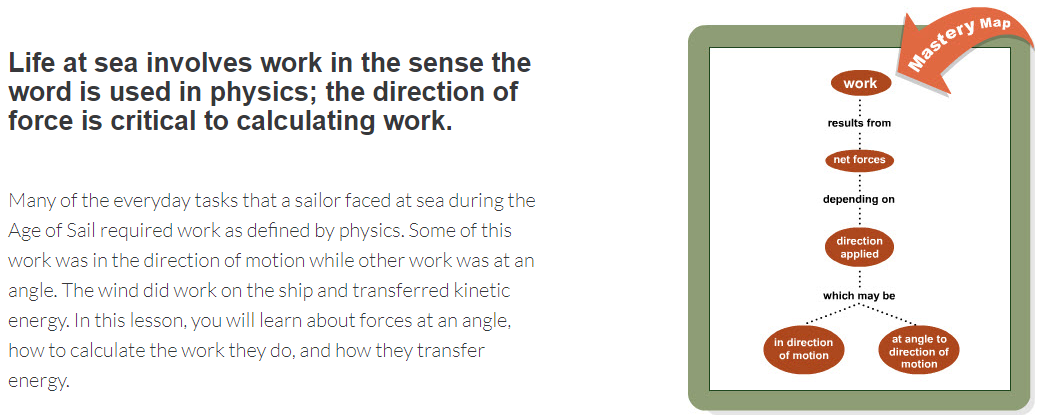 Life at sea involves work in the sense the
word is used in physics; the direction of
force is critical to calculating work.
Many of the everyday tasks that a sailor faced at sea during the
Age of Sail required work as defined by physics. Some of this
work was in the direction of motion while other work was at an
angle. The wind did work on the ship and transferred kinetic
energy. In this lesson, you will learn about forces at an angle,
how to calculate the work they do, and how they transfer
energy.
Mastery Map
work
results from
net forces
depending on
direction
applied
which may be
in direction
of motion
at angle to
direction of
motion